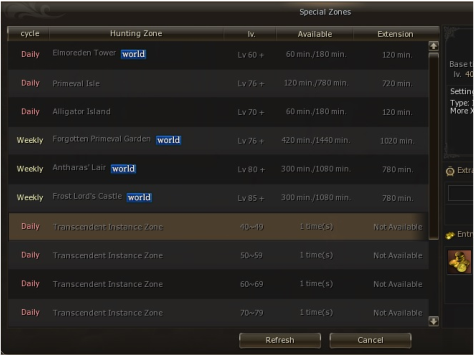 Special Zones
cycle Hunting Zone lv. Available Extension
Daily Elmoreden Tower world Lv 60 + 60 min./180 min. 120 min.
Daily Primeval Isle Lv 76 + 120 min./780 min. 720 min.
Daily Alligator Island Lv 70 + 60 min./180 min. 120 min.
Weekly Forgotten Primeval Garden world Lv 76 + 420 min./1440 min. 1020 min.
Weekly Antharas' Lair world Lv 80 + 300 min./1080 min. 780 min.
Weekly Frost Lord's Castle world Lv 85 + 300 min./1080 min. 780 min.
Daily Transcendent Instance Zone 40~49 1 time(s) Not Available
Daily Transcendent Instance Zone 50~59 1 time(s) Not Available
Daily Transcendent Instance Zone 60~69 1 time(s) Not Available
Daily Transcendent Instance Zone 70~79 1 time(s) Not Available
Refresh Cancel
Base t
lv. 40
Setting
Type:
More X
Extra
Entry